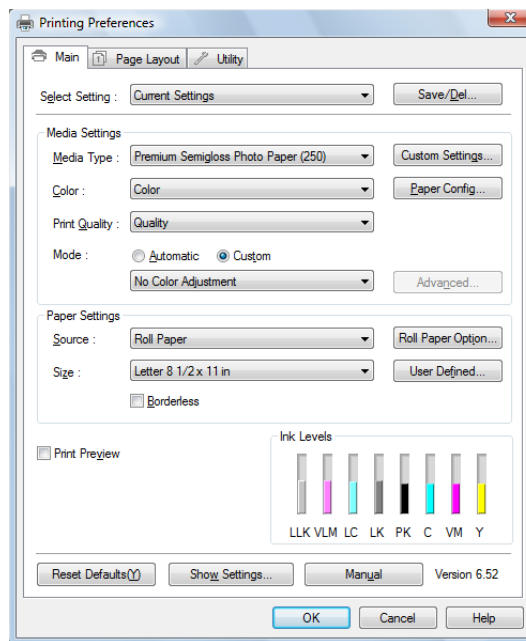 Printing Preferences
Main Page Layout Utility
Select Setting : Current Settings Save/Del...
Media Settings
Media Type : Premium Semigloss Photo Paper (250) Custom Settings...
Color : Color Paper Config...
Print Quality : Quality
Mode : Automatic Custom
No Color Adjustment Advanced...
Paper Settings
Source : Roll Paper Roll Paper Option...
Size : Letter 8 1/2 x 11 in User Defined...
Borderless
Print Preview
Ink Levels
LLK VLM LC LK PK C VM Y
Reset Defaults(Y) Show Settings... Manual Version 6.52
OK Cancel Help